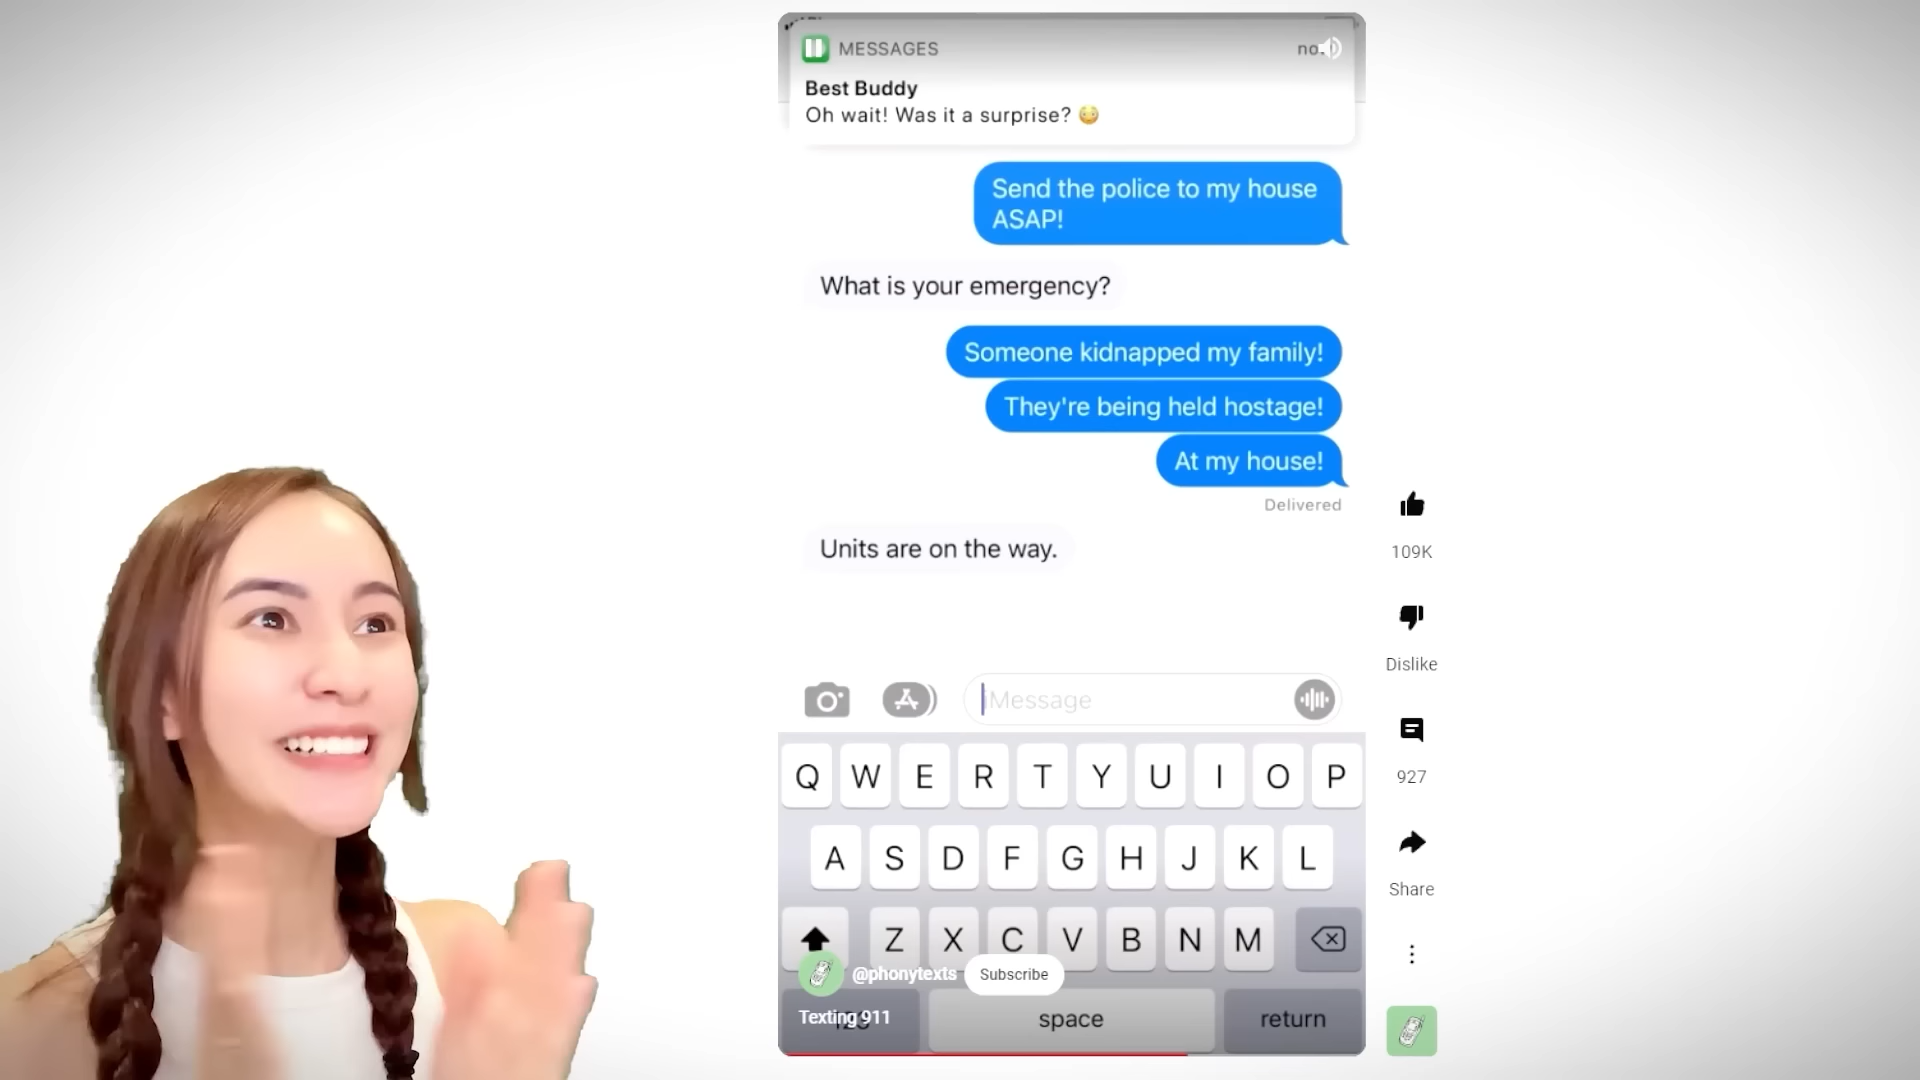 MESSAGES
Best Buddy
Oh wait! Was it a surprise? 😳
Send the police to my house
ASAP!
What is your emergency?
Someone kidnapped my family!
They're being held hostage!
At my house!
Delivered
Units are on the way.
iMessage
Q W E R T Y U I O P
A S D F G H J K L
Z X C V B N M
@phonytexts Subscribe
Texting 911
123 space return
109K
Dislike
927
Share